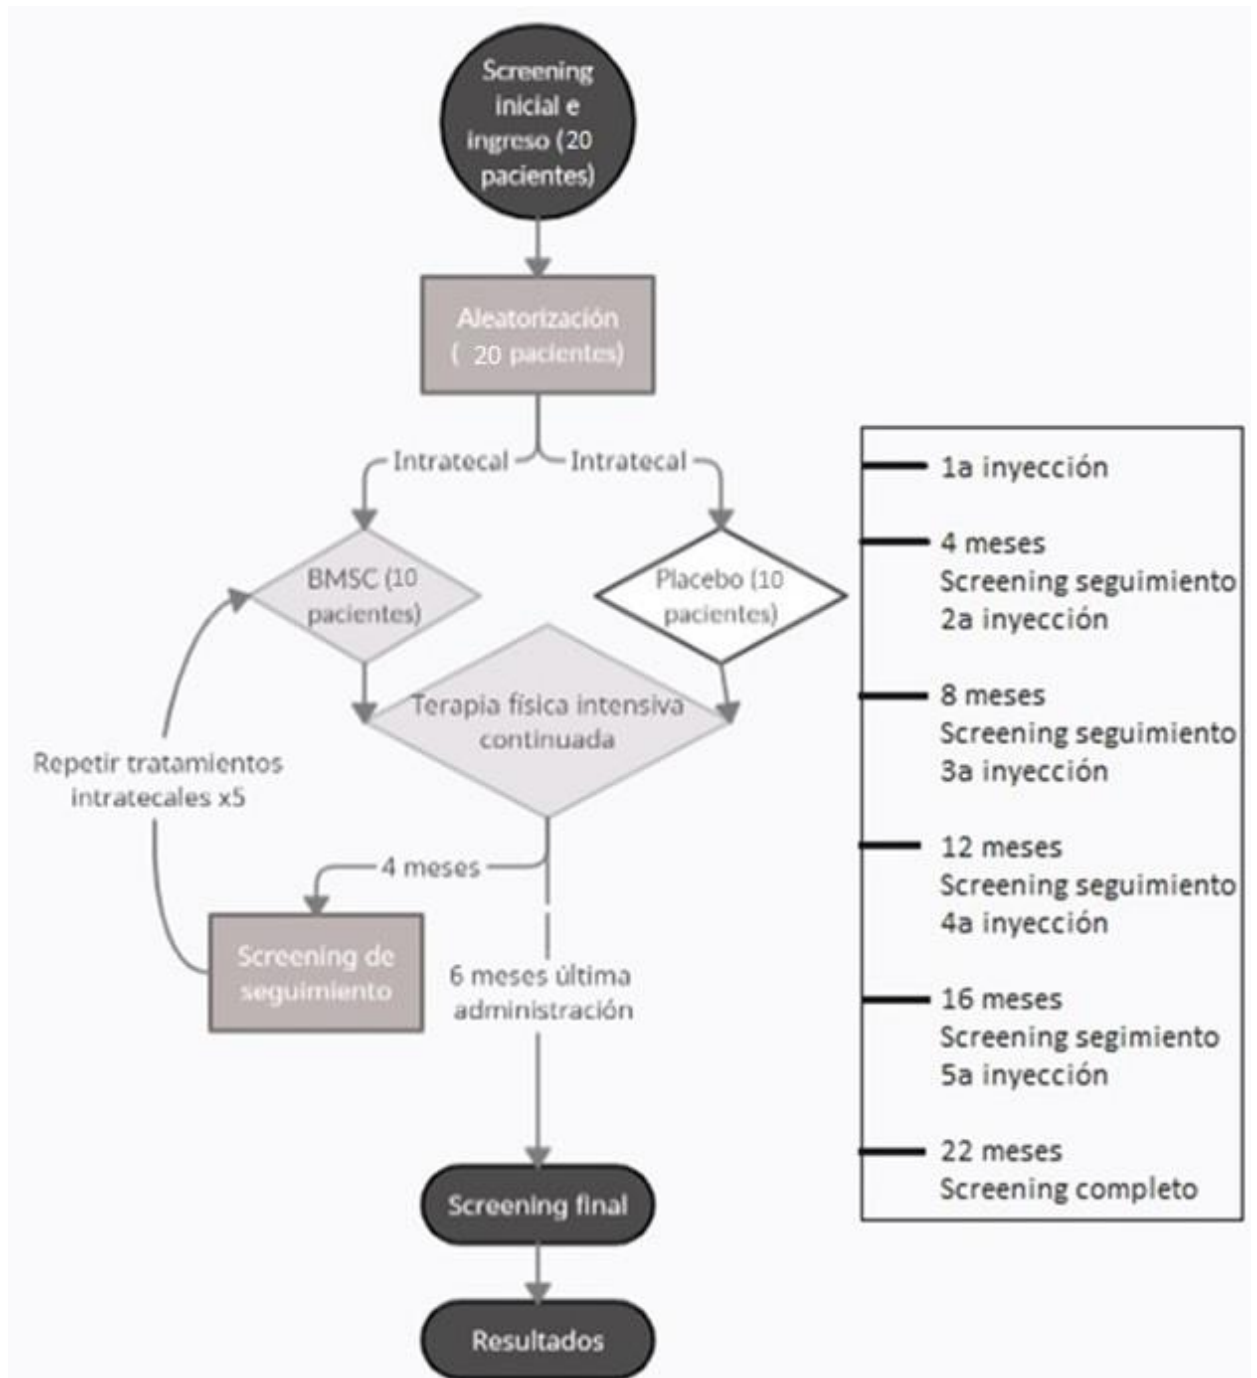 Screening
inicial e
ingreso (20
pacientes)
Aleatorización
( 20 pacientes)
Intratecal
Intratecal
BMSC (10
pacientes)
Placebo (10
pacientes)
Terapia física intensiva
continuada
Repetir tratamientos
intratecales x5
4 meses
Screening de
seguimiento
6 meses última
administración
Screening final
Resultados
1a inyección
4 meses
Screening seguimiento
2a inyección
8 meses
Screening seguimiento
3a inyección
12 meses
Screening seguimiento
4a inyección
16 meses
Screening segimiento
5a inyección
22 meses
Screening completo